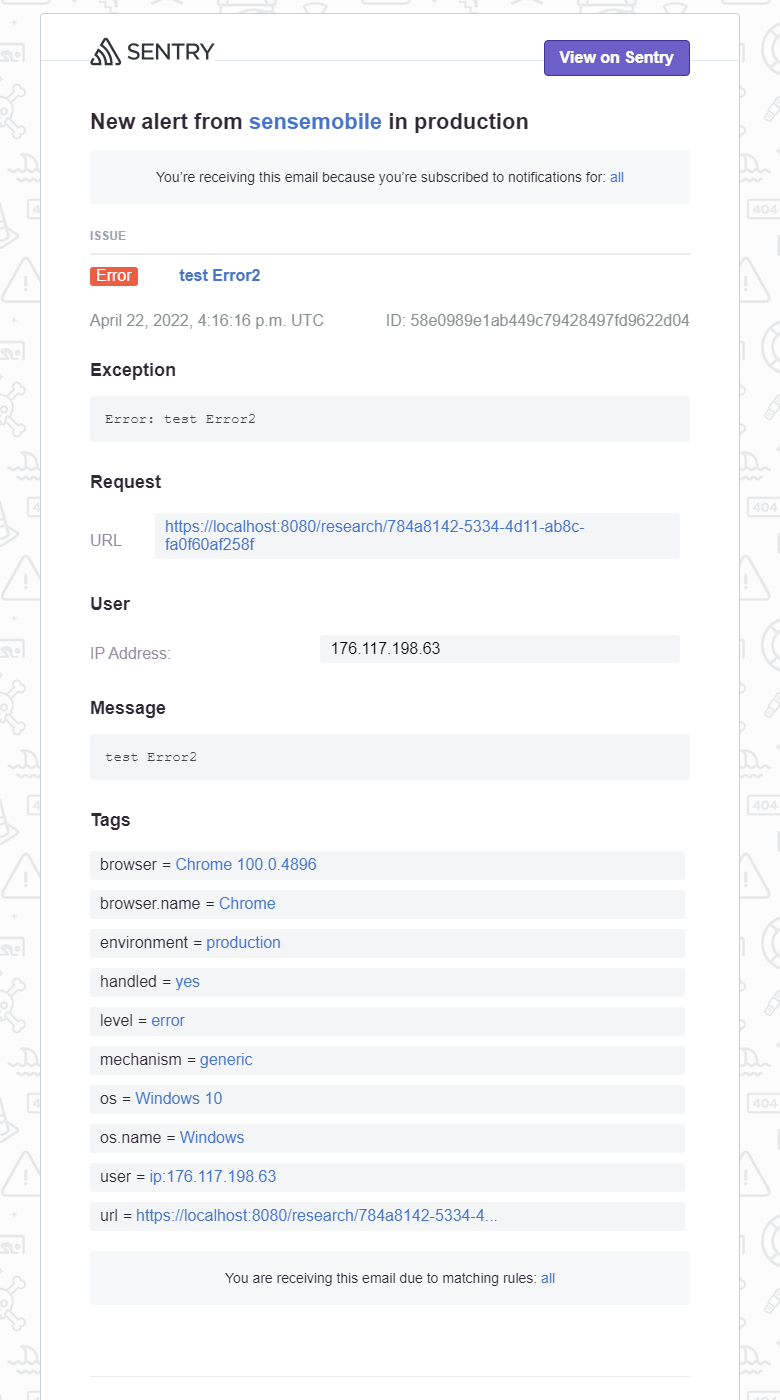 SENTRY
View on Sentry
New alert from sensemobile in production
You’re receiving this email because you’re subscribed to notifications for: all
ISSUE
Error test Error2
April 22, 2022, 4:16:16 p.m. UTC ID: 58e0989e1ab449c79428497fd9622d04
Exception
Error: test Error2
Request
URL https://localhost:8080/research/784a8142-5334-4d11-ab8c-
fa0f60af258f
User
IP Address: 176.117.198.63
Message
test Error2
Tags
browser = Chrome 100.0.4896
browser.name = Chrome
environment = production
handled = yes
level = error
mechanism = generic
os = Windows 10
os.name = Windows
user = ip:176.117.198.63
url = https://localhost:8080/research/784a8142-5334-4...
You are receiving this email due to matching rules: all
404
404
404
404